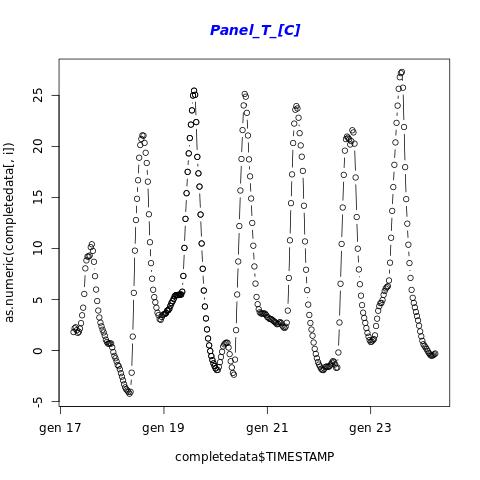 Panel_T_[C]
as.numeric(completedata[, i])
25
20
15
10
5
0
-5
gen 17 gen 19 gen 21 gen 23
completedata$TIMESTAMP